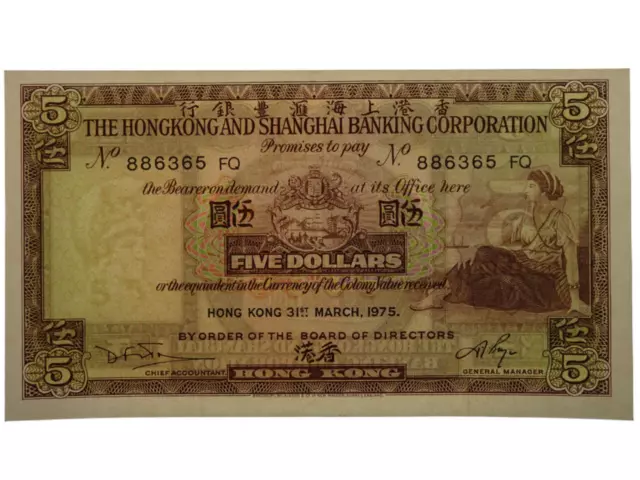 5 行銀豐滙海上港香 5
THE HONGKONG AND SHANGHAI BANKING CORPORATION
伍 Promises to pay 伍
Nº 886365 FQ Nº 886365 FQ
the Bearer on demand at its Office here
圓伍 圓伍
FIVE DOLLARS
or the equivalent in the Currency of the Colony Value received
HONG KONG 31ST MARCH, 1975.
BY ORDER OF THE BOARD OF DIRECTORS
伍 港香 伍
CHIEF ACCOUNTANT. GENERAL MANAGER
5 HONG KONG 5